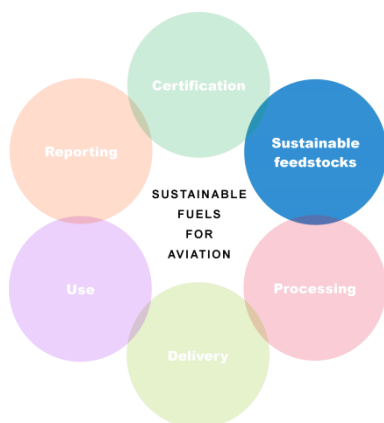 Certification
Sustainable
feedstocks
Processing
Delivery
Use
Reporting
SUSTAINABLE
FUELS
FOR
AVIATION